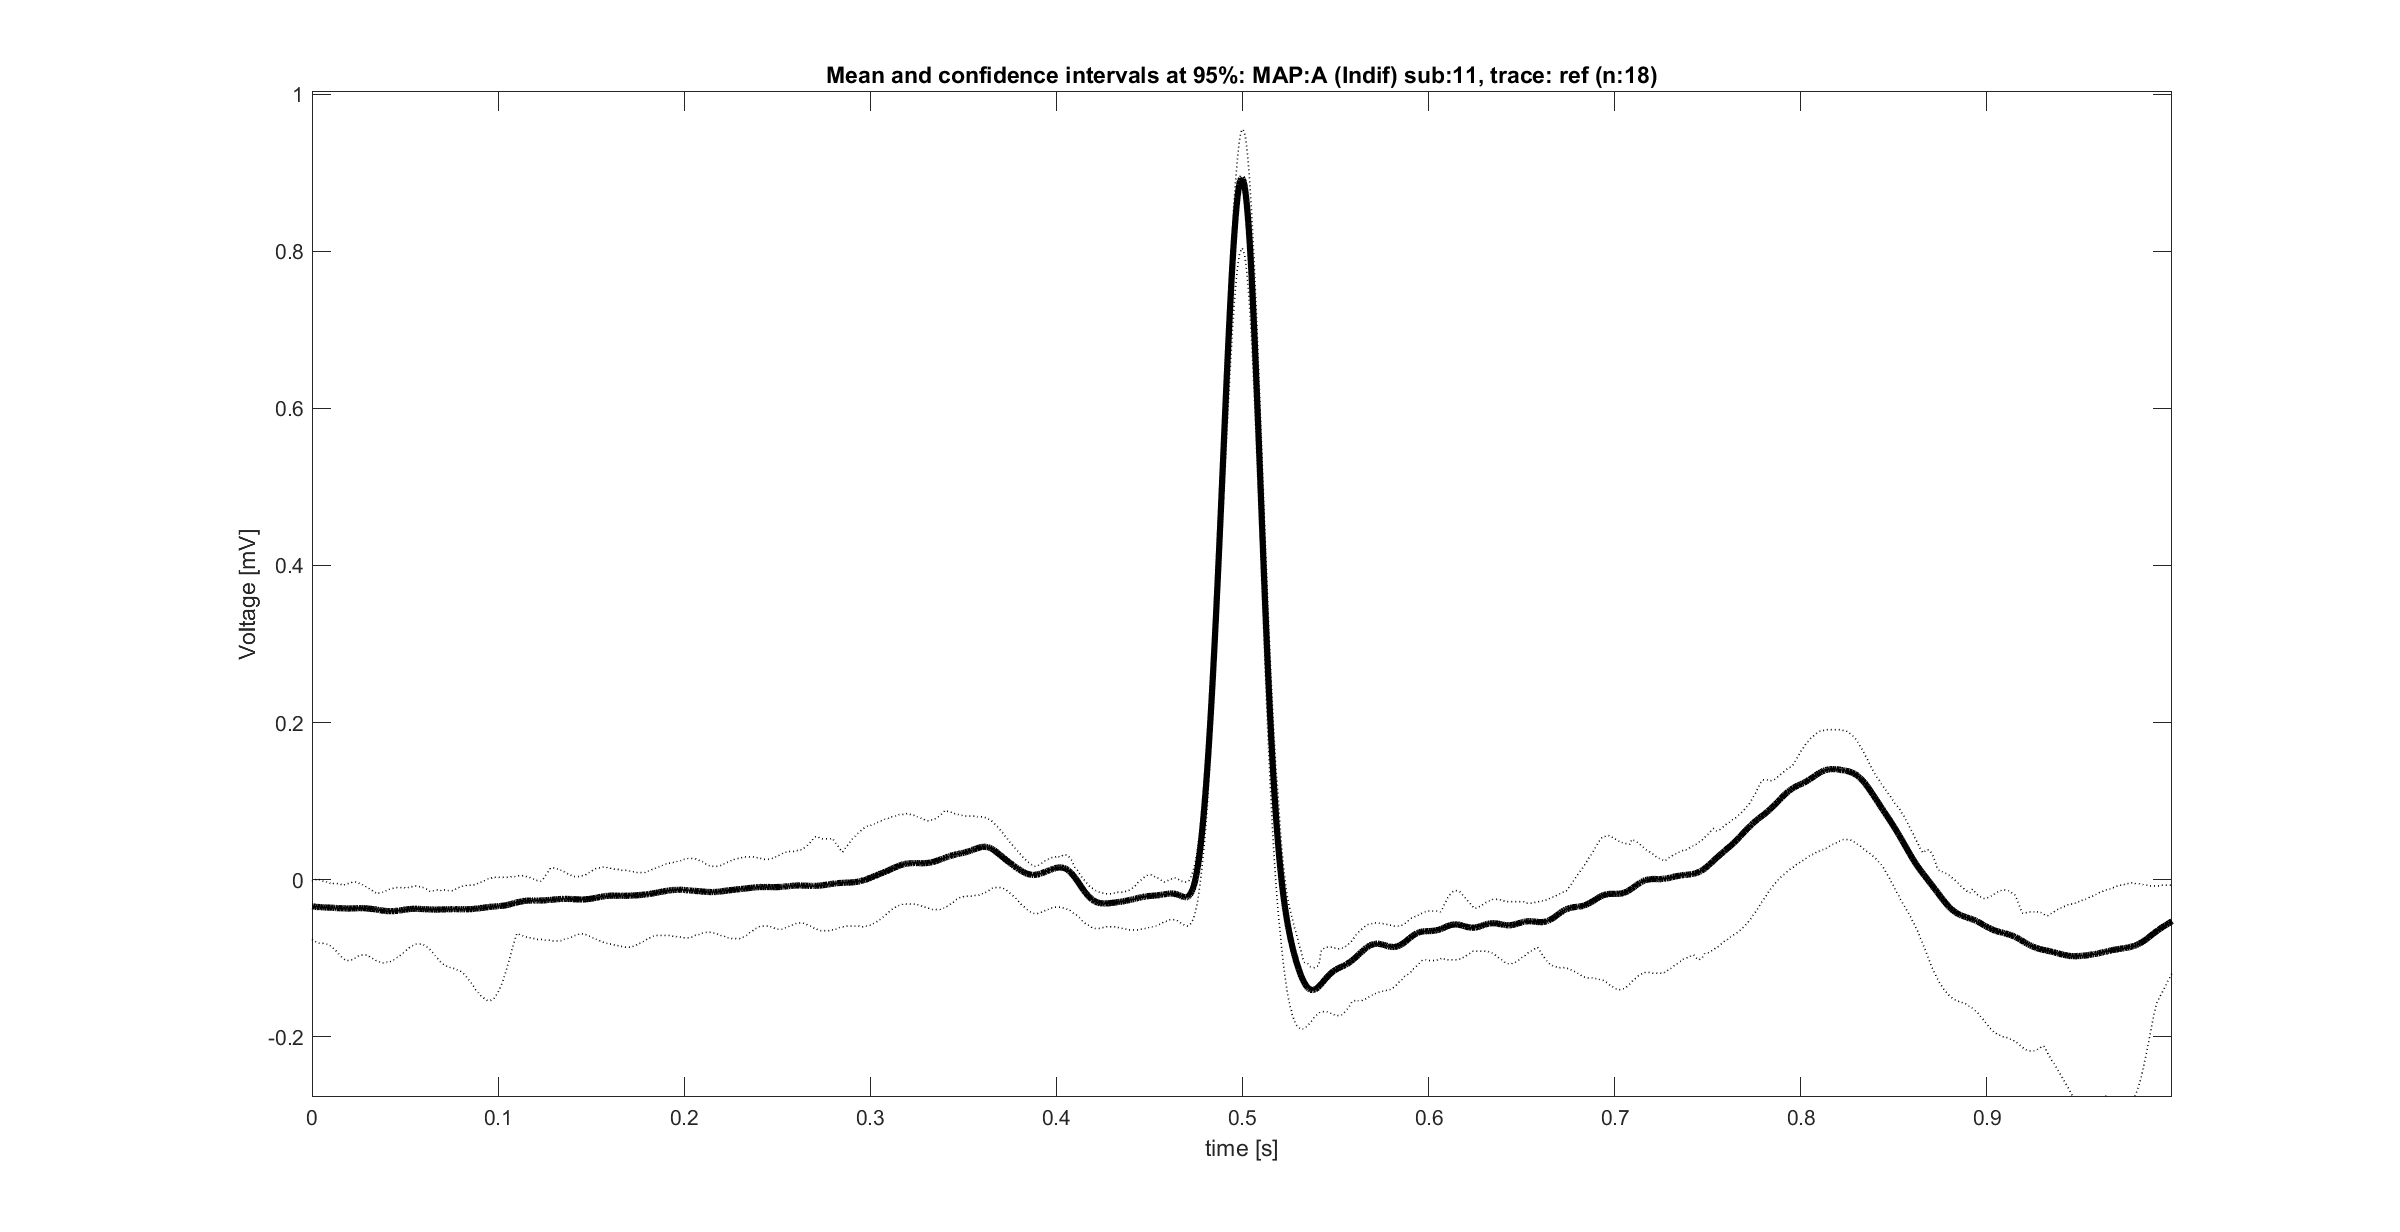 Mean and confidence intervals at 95%: MAP:A (Indif) sub:11, trace: ref (n:18)
1
0.8
0.6
0.4
0.2
0
-0.2
Voltage [mV]
0 0.1 0.2 0.3 0.4 0.5 0.6 0.7 0.8 0.9
time [s]